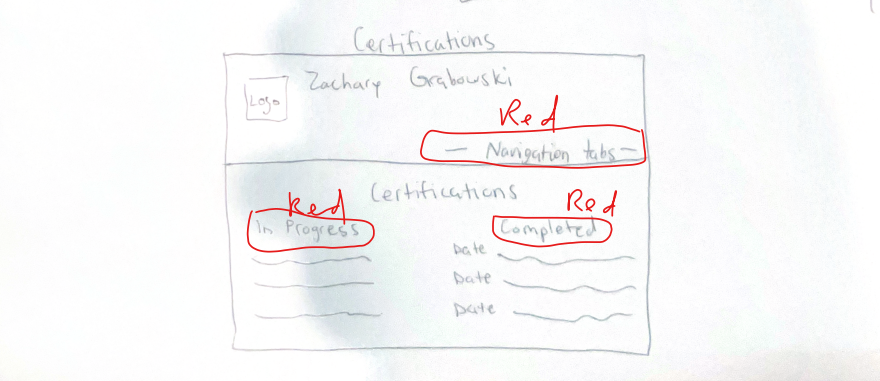 Certifications
Logo
Zachary Grabowski
Red
— Navigation tabs —
Certifications
Red
Red
In Progress
Completed
Date
Date
Date